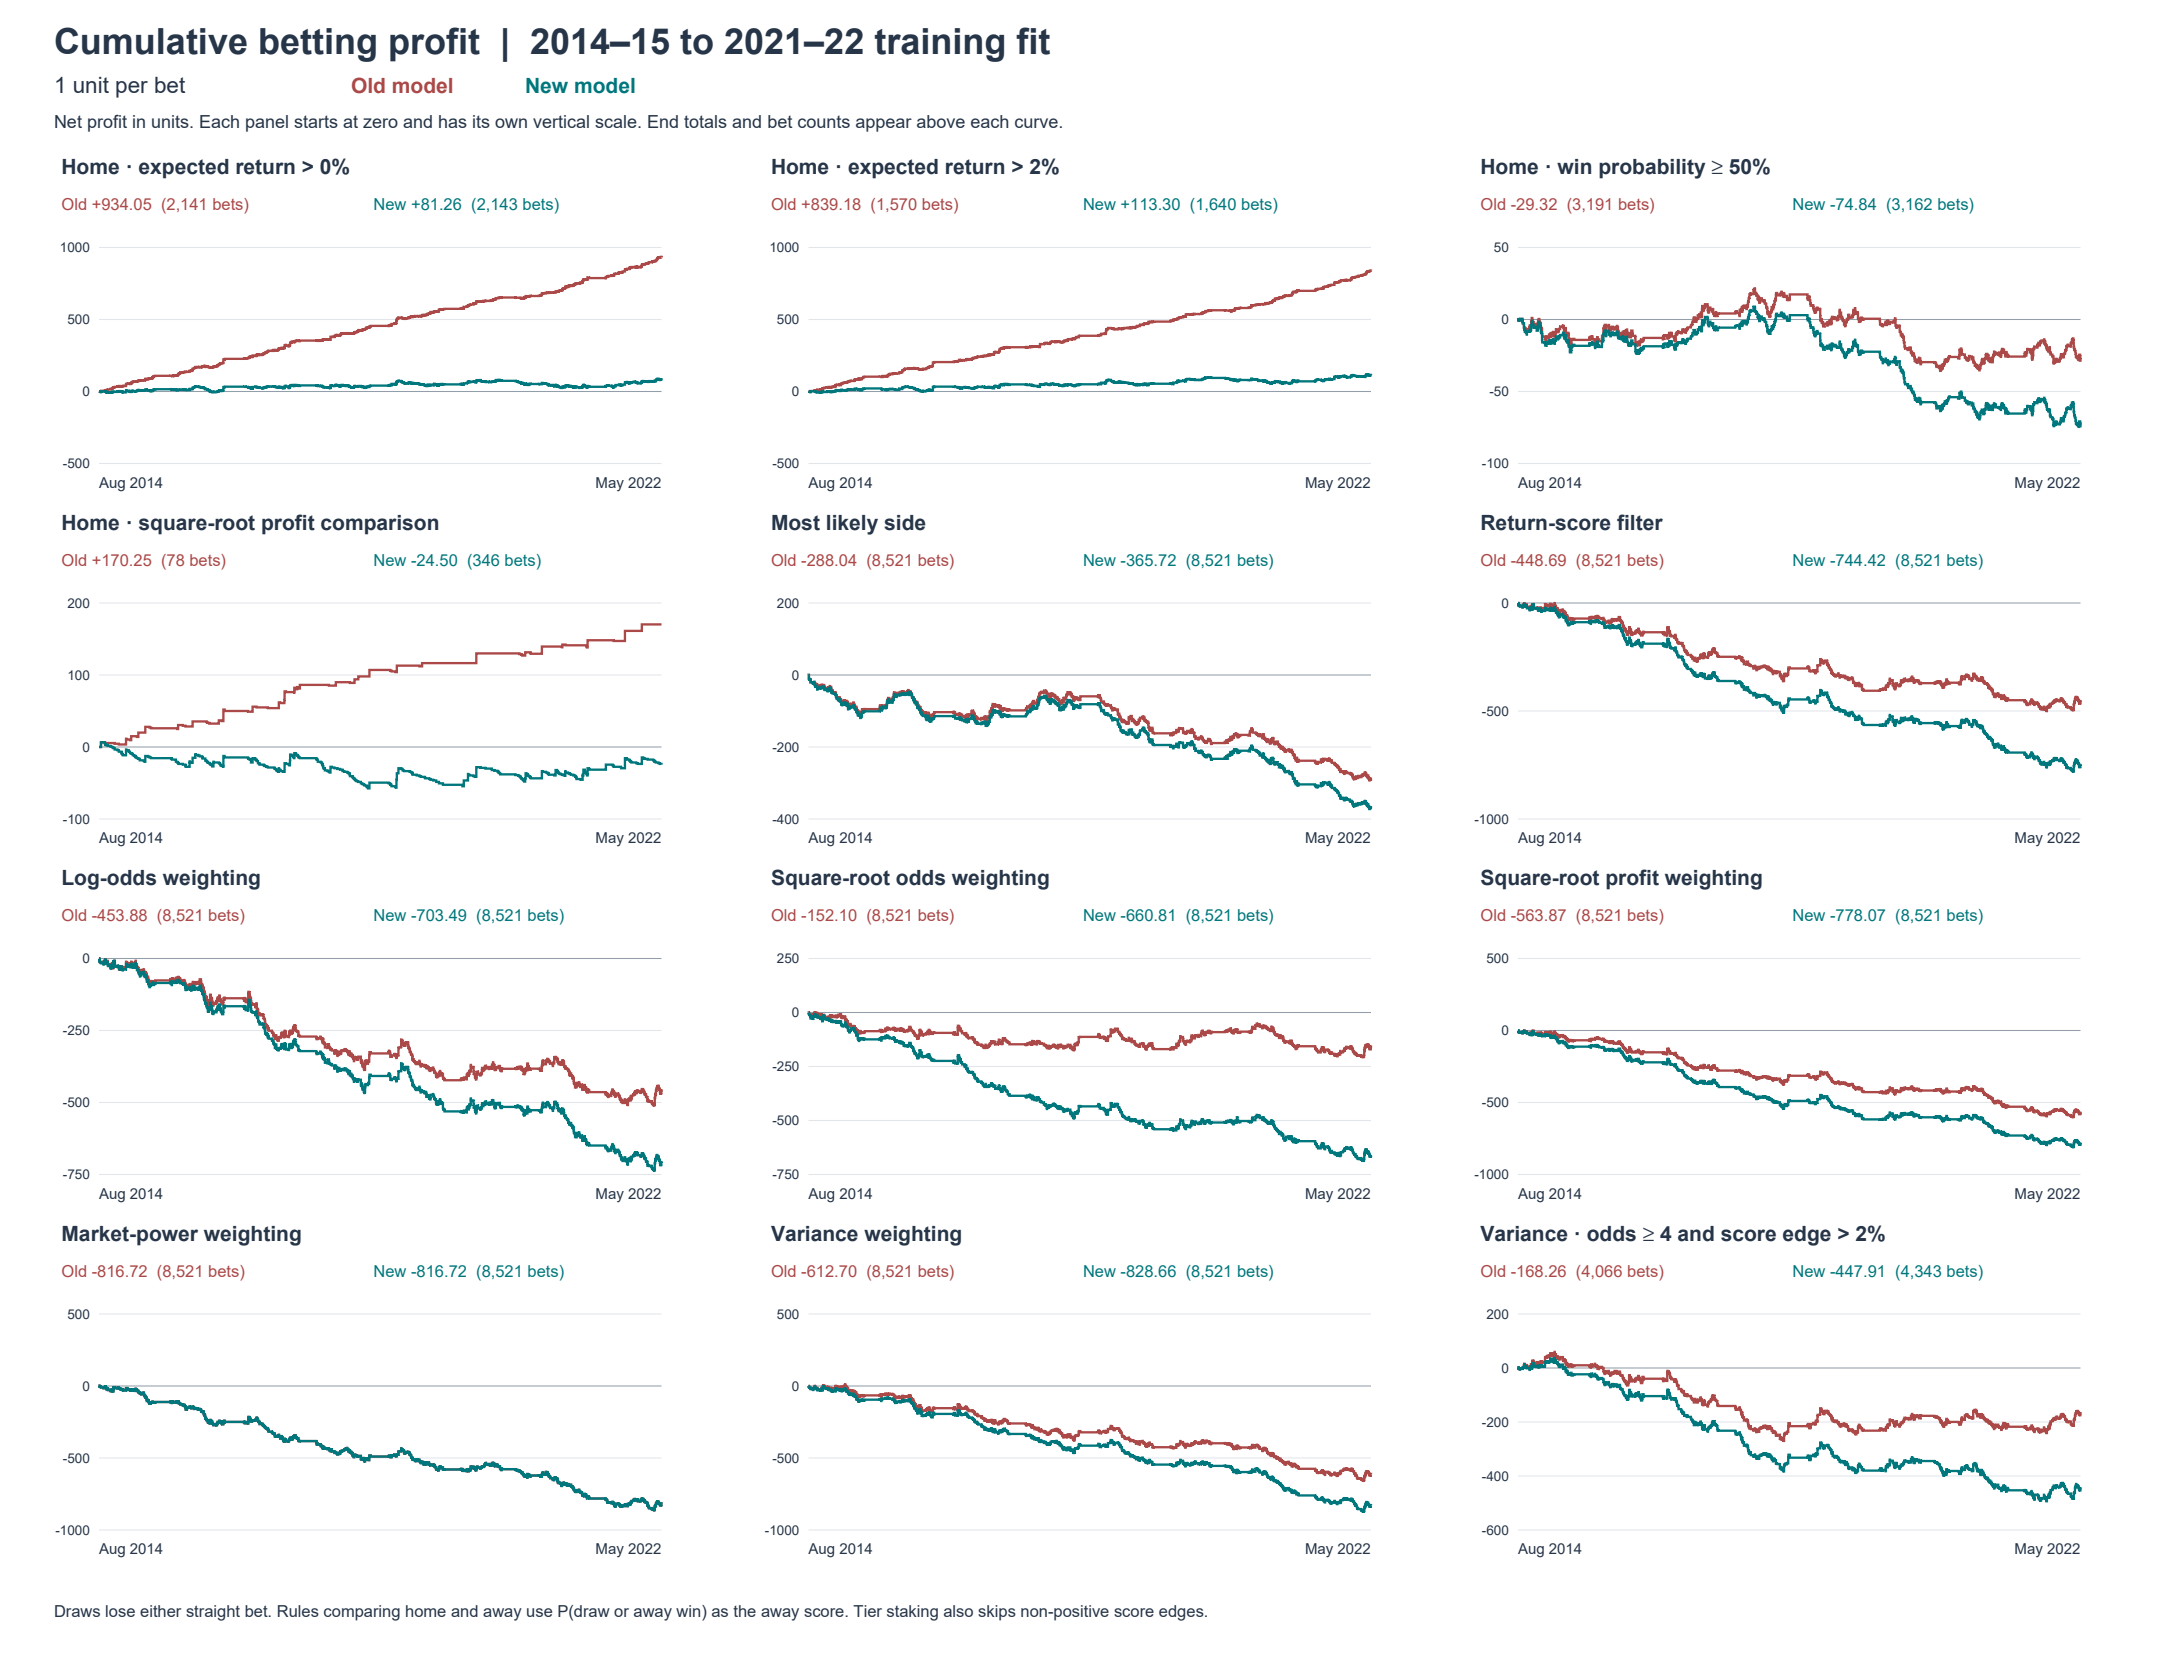 Cumulative betting profit | 2014–15 to 2021–22 training fit
1 unit per bet Old model New model
Net profit in units. Each panel starts at zero and has its own vertical scale. End totals and bet counts appear above each curve.
Home · expected return > 0%
Old +934.05 (2,141 bets) New +81.26 (2,143 bets)
1000
500
0
-500
Aug 2014 May 2022
Home · expected return > 2%
Old +839.18 (1,570 bets) New +113.30 (1,640 bets)
1000
500
0
-500
Aug 2014 May 2022
Home · win probability ≥ 50%
Old -29.32 (3,191 bets) New -74.84 (3,162 bets)
50
0
-50
-100
Aug 2014 May 2022
Home · square-root profit comparison
Old +170.25 (78 bets) New -24.50 (346 bets)
200
100
0
-100
Aug 2014 May 2022
Most likely side
Old -288.04 (8,521 bets) New -365.72 (8,521 bets)
200
0
-200
-400
Aug 2014 May 2022
Return-score filter
Old -448.69 (8,521 bets) New -744.42 (8,521 bets)
0
-500
-1000
Aug 2014 May 2022
Log-odds weighting
Old -453.88 (8,521 bets) New -703.49 (8,521 bets)
0
-250
-500
-750
Aug 2014 May 2022
Square-root odds weighting
Old -152.10 (8,521 bets) New -660.81 (8,521 bets)
250
0
-250
-500
-750
Aug 2014 May 2022
Square-root profit weighting
Old -563.87 (8,521 bets) New -778.07 (8,521 bets)
500
0
-500
-1000
Aug 2014 May 2022
Market-power weighting
Old -816.72 (8,521 bets) New -816.72 (8,521 bets)
500
0
-500
-1000
Aug 2014 May 2022
Variance weighting
Old -612.70 (8,521 bets) New -828.66 (8,521 bets)
500
0
-500
-1000
Aug 2014 May 2022
Variance · odds ≥ 4 and score edge > 2%
Old -168.26 (4,066 bets) New -447.91 (4,343 bets)
200
0
-200
-400
-600
Aug 2014 May 2022
Draws lose either straight bet. Rules comparing home and away use P(draw or away win) as the away score. Tier staking also skips non-positive score edges.